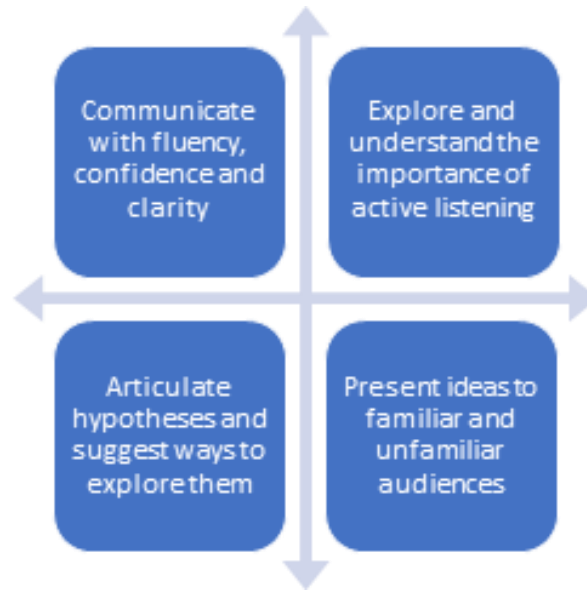 Communicate
with fluency,
confidence and
clarity
Explore and
understand the
importance of
active listening
Articulate
hypotheses and
suggest ways to
explore them
Present ideas to
familiar and
unfamiliar
audiences